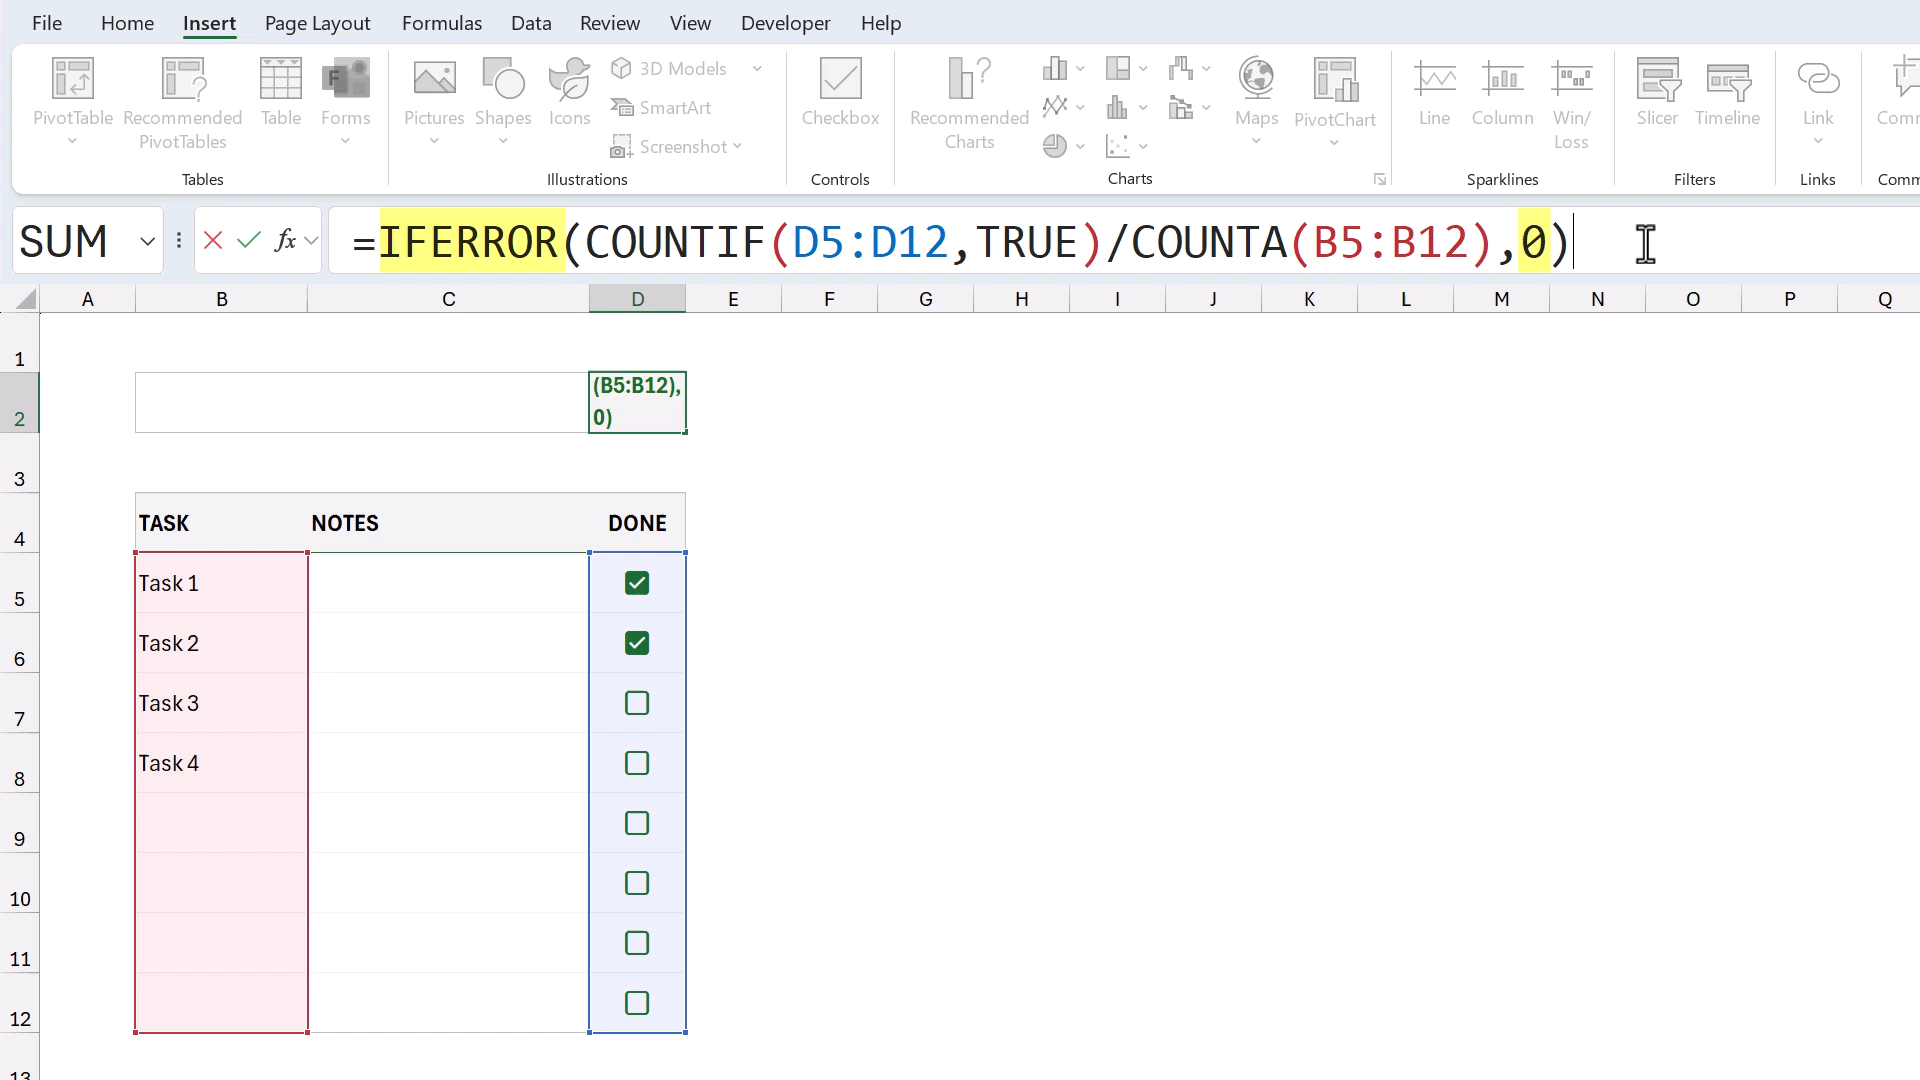 File Home Insert Page Layout Formulas Data Review View Developer Help
PivotTable
Recommended
PivotTables
Table
Forms
Tables
Pictures
Shapes
Icons
3D Models
SmartArt
Screenshot
Illustrations
Checkbox
Controls
Recommended
Charts
Maps
PivotChart
Charts
Line
Column
Win/
Loss
Sparklines
Slicer
Timeline
Filters
Link
Links
Comm
Comm
SUM
fx
=IFERROR(COUNTIF(D5:D12,TRUE)/COUNTA(B5:B12),0)
A B C D E F G H I J K L M N O P Q
1
2
(B5:B12),
0)
3
4 TASK NOTES DONE
5 Task 1
6 Task 2
7 Task 3
8 Task 4
9
10
11
12
13